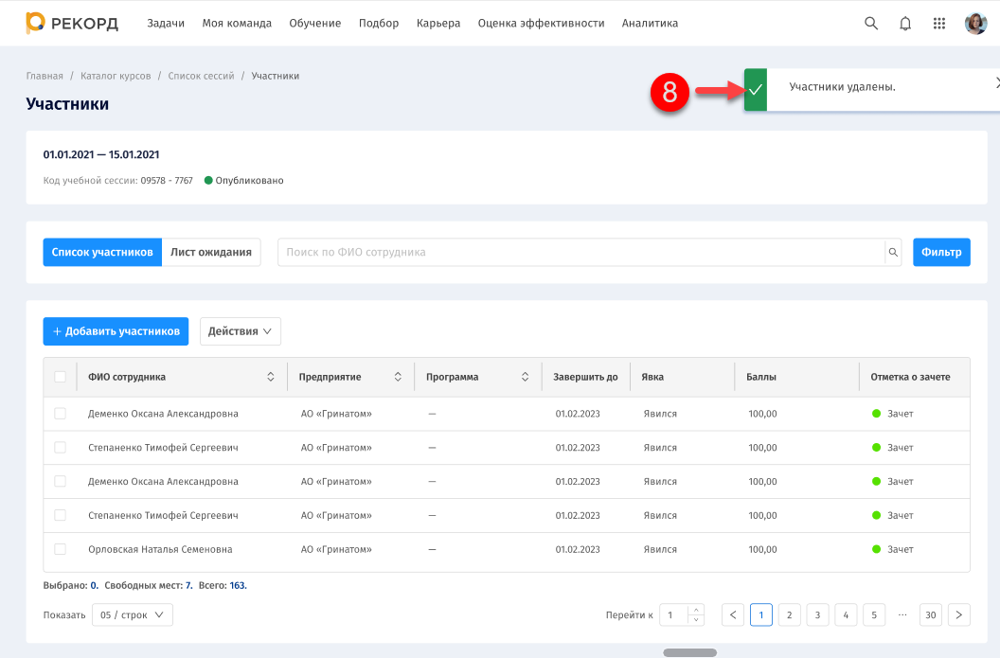 РЕКОРД Задачи Моя команда Обучение Подбор Карьера Оценка эффективности Аналитика
Главная / Каталог курсов / Список сессий / Участники
8 Участники удалены.
Участники
01.01.2021 — 15.01.2021
Код учебной сессии: 09578 - 7767 Опубликовано
Список участников Лист ожидания Поиск по ФИО сотрудника Фильтр
+ Добавить участников Действия
ФИО сотрудника Предприятие Программа Завершить до Явка Баллы Отметка о зачете
Деменко Оксана Александровна АО «Гринатом» — 01.02.2023 Явился 100,00 Зачет
Степаненко Тимофей Сергеевич АО «Гринатом» — 01.02.2023 Явился 100,00 Зачет
Деменко Оксана Александровна АО «Гринатом» — 01.02.2023 Явился 100,00 Зачет
Степаненко Тимофей Сергеевич АО «Гринатом» — 01.02.2023 Явился 100,00 Зачет
Орловская Наталья Семеновна АО «Гринатом» — 01.02.2023 Явился 100,00 Зачет
Выбрано: 0. Свободных мест: 7. Всего: 163.
Показать 05 / строк Перейти к 1 < 1 2 3 4 5 ··· 30 >